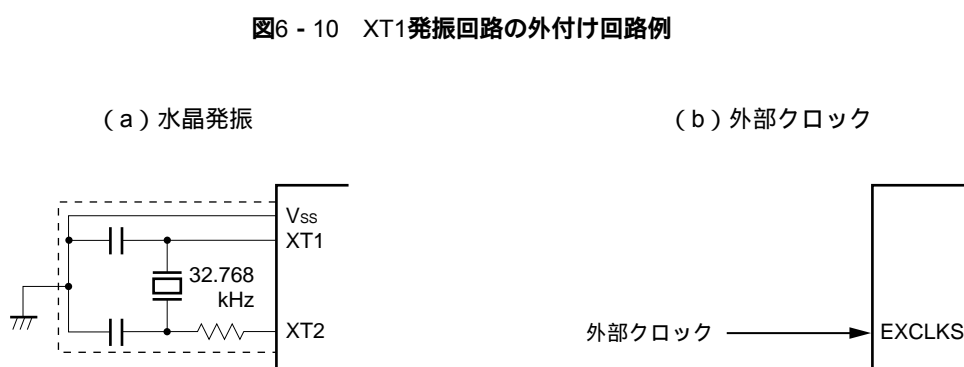 図6 - 10　XT1発振回路の外付け回路例
（a）水晶発振
VSS
XT1
32.768
kHz
XT2
（b）外部クロック
外部クロック
EXCLKS